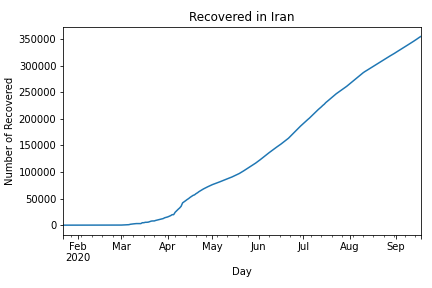 Recovered in Iran
350000
300000
250000
200000
150000
100000
50000
0
Number of Recovered
Feb Mar Apr May Jun Jul Aug Sep
2020
Day